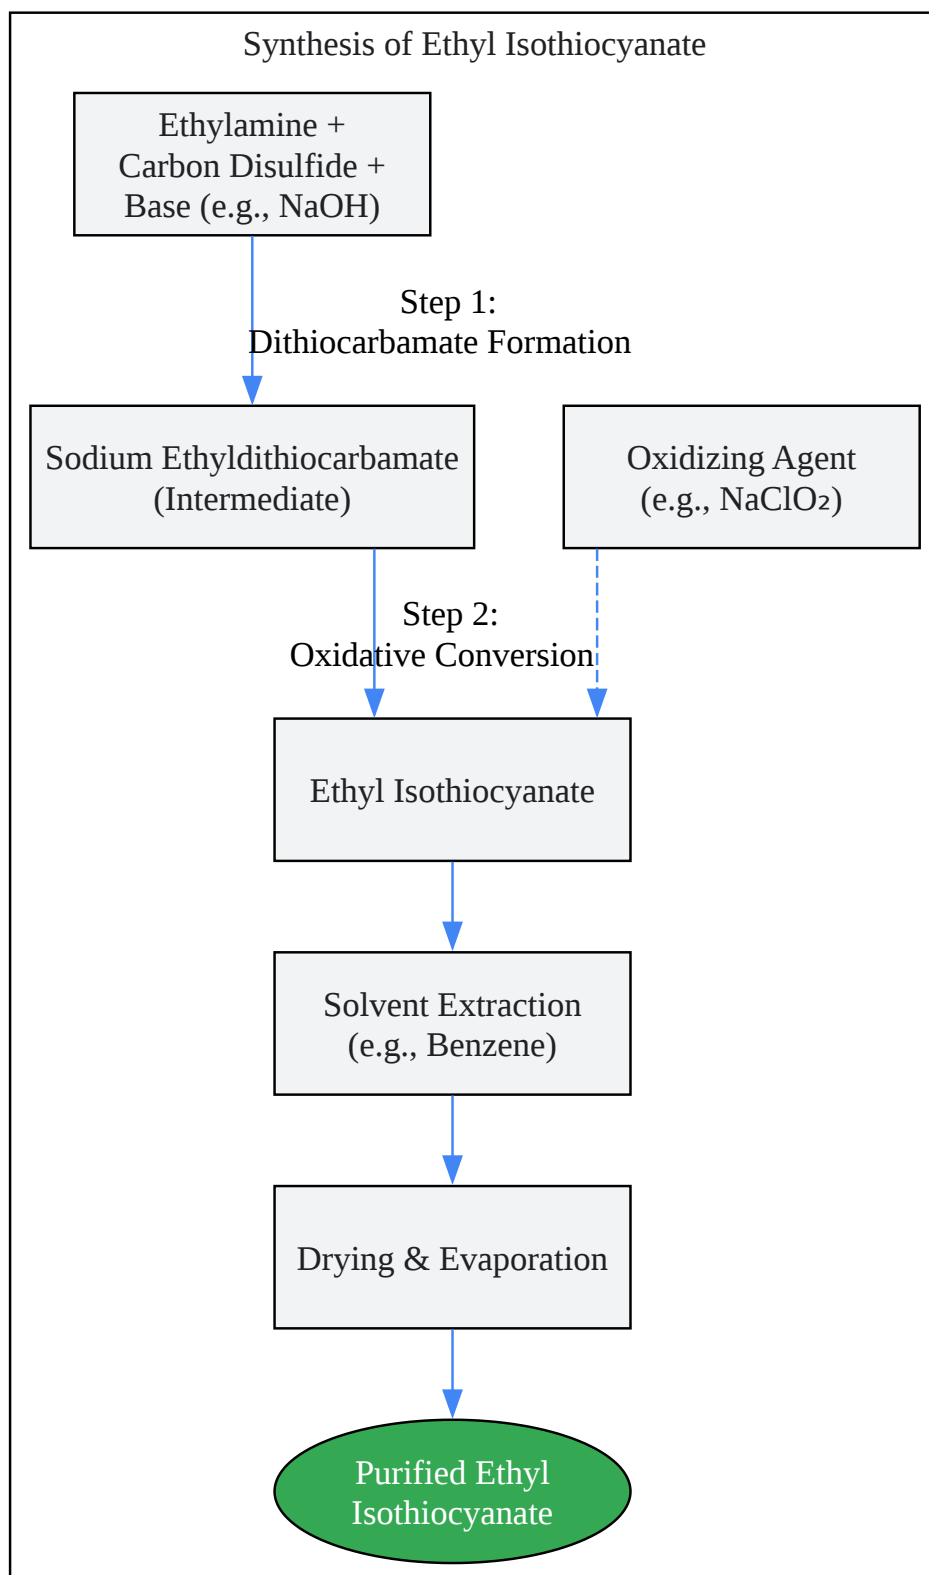 Synthesis of Ethyl Isothiocyanate
Ethylamine +
Carbon Disulfide +
Base (e.g., NaOH)
Step 1:
Dithiocarbamate Formation
Sodium Ethyldithiocarbamate
(Intermediate)
Oxidizing Agent
(e.g., NaClO₂)
Step 2:
Oxidative Conversion
Ethyl Isothiocyanate
Solvent Extraction
(e.g., Benzene)
Drying & Evaporation
Purified Ethyl
Isothiocyanate